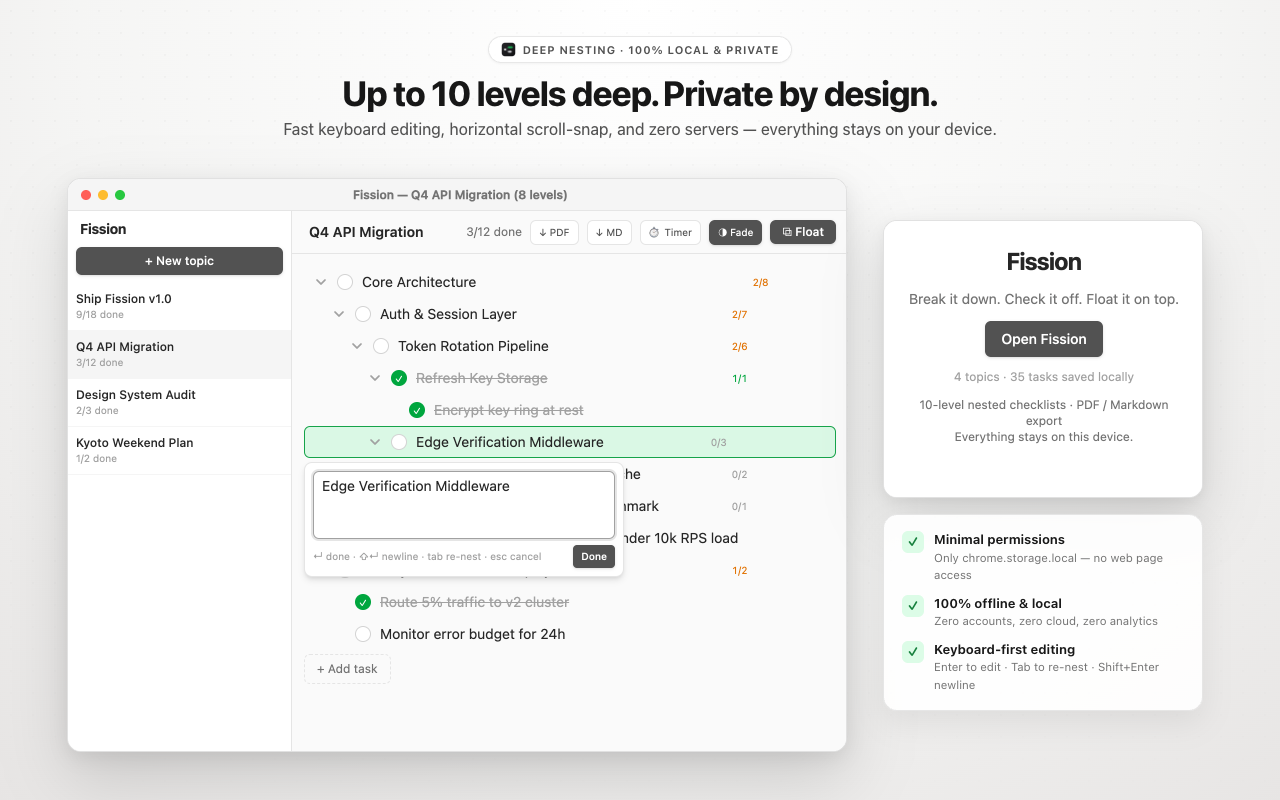 DEEP NESTING · 100% LOCAL & PRIVATE
Up to 10 levels deep. Private by design.
Fast keyboard editing, horizontal scroll-snap, and zero servers — everything stays on your device.
Fission — Q4 API Migration (8 levels)
Fission
+ New topic
Ship Fission v1.0
9/18 done
Q4 API Migration
3/12 done
Design System Audit
2/3 done
Kyoto Weekend Plan
1/2 done
Q4 API Migration 3/12 done ↓ PDF ↓ MD Timer Fade Float
Core Architecture 2/8
Auth & Session Layer 2/7
Token Rotation Pipeline 2/6
Refresh Key Storage 1/1
Encrypt key ring at rest
Edge Verification Middleware 0/3
0/2
0/1
10k RPS load
1/2
Edge Verification Middleware
↵ done · ⇧↵ newline · tab re-nest · esc cancel
Done
Route 5% traffic to v2 cluster
Monitor error budget for 24h
+ Add task
Fission
Break it down. Check it off. Float it on top.
Open Fission
4 topics · 35 tasks saved locally
10-level nested checklists · PDF / Markdown
export
Everything stays on this device.
Minimal permissions
Only chrome.storage.local — no web page
access
100% offline & local
Zero accounts, zero cloud, zero analytics
Keyboard-first editing
Enter to edit · Tab to re-nest · Shift+Enter
newline